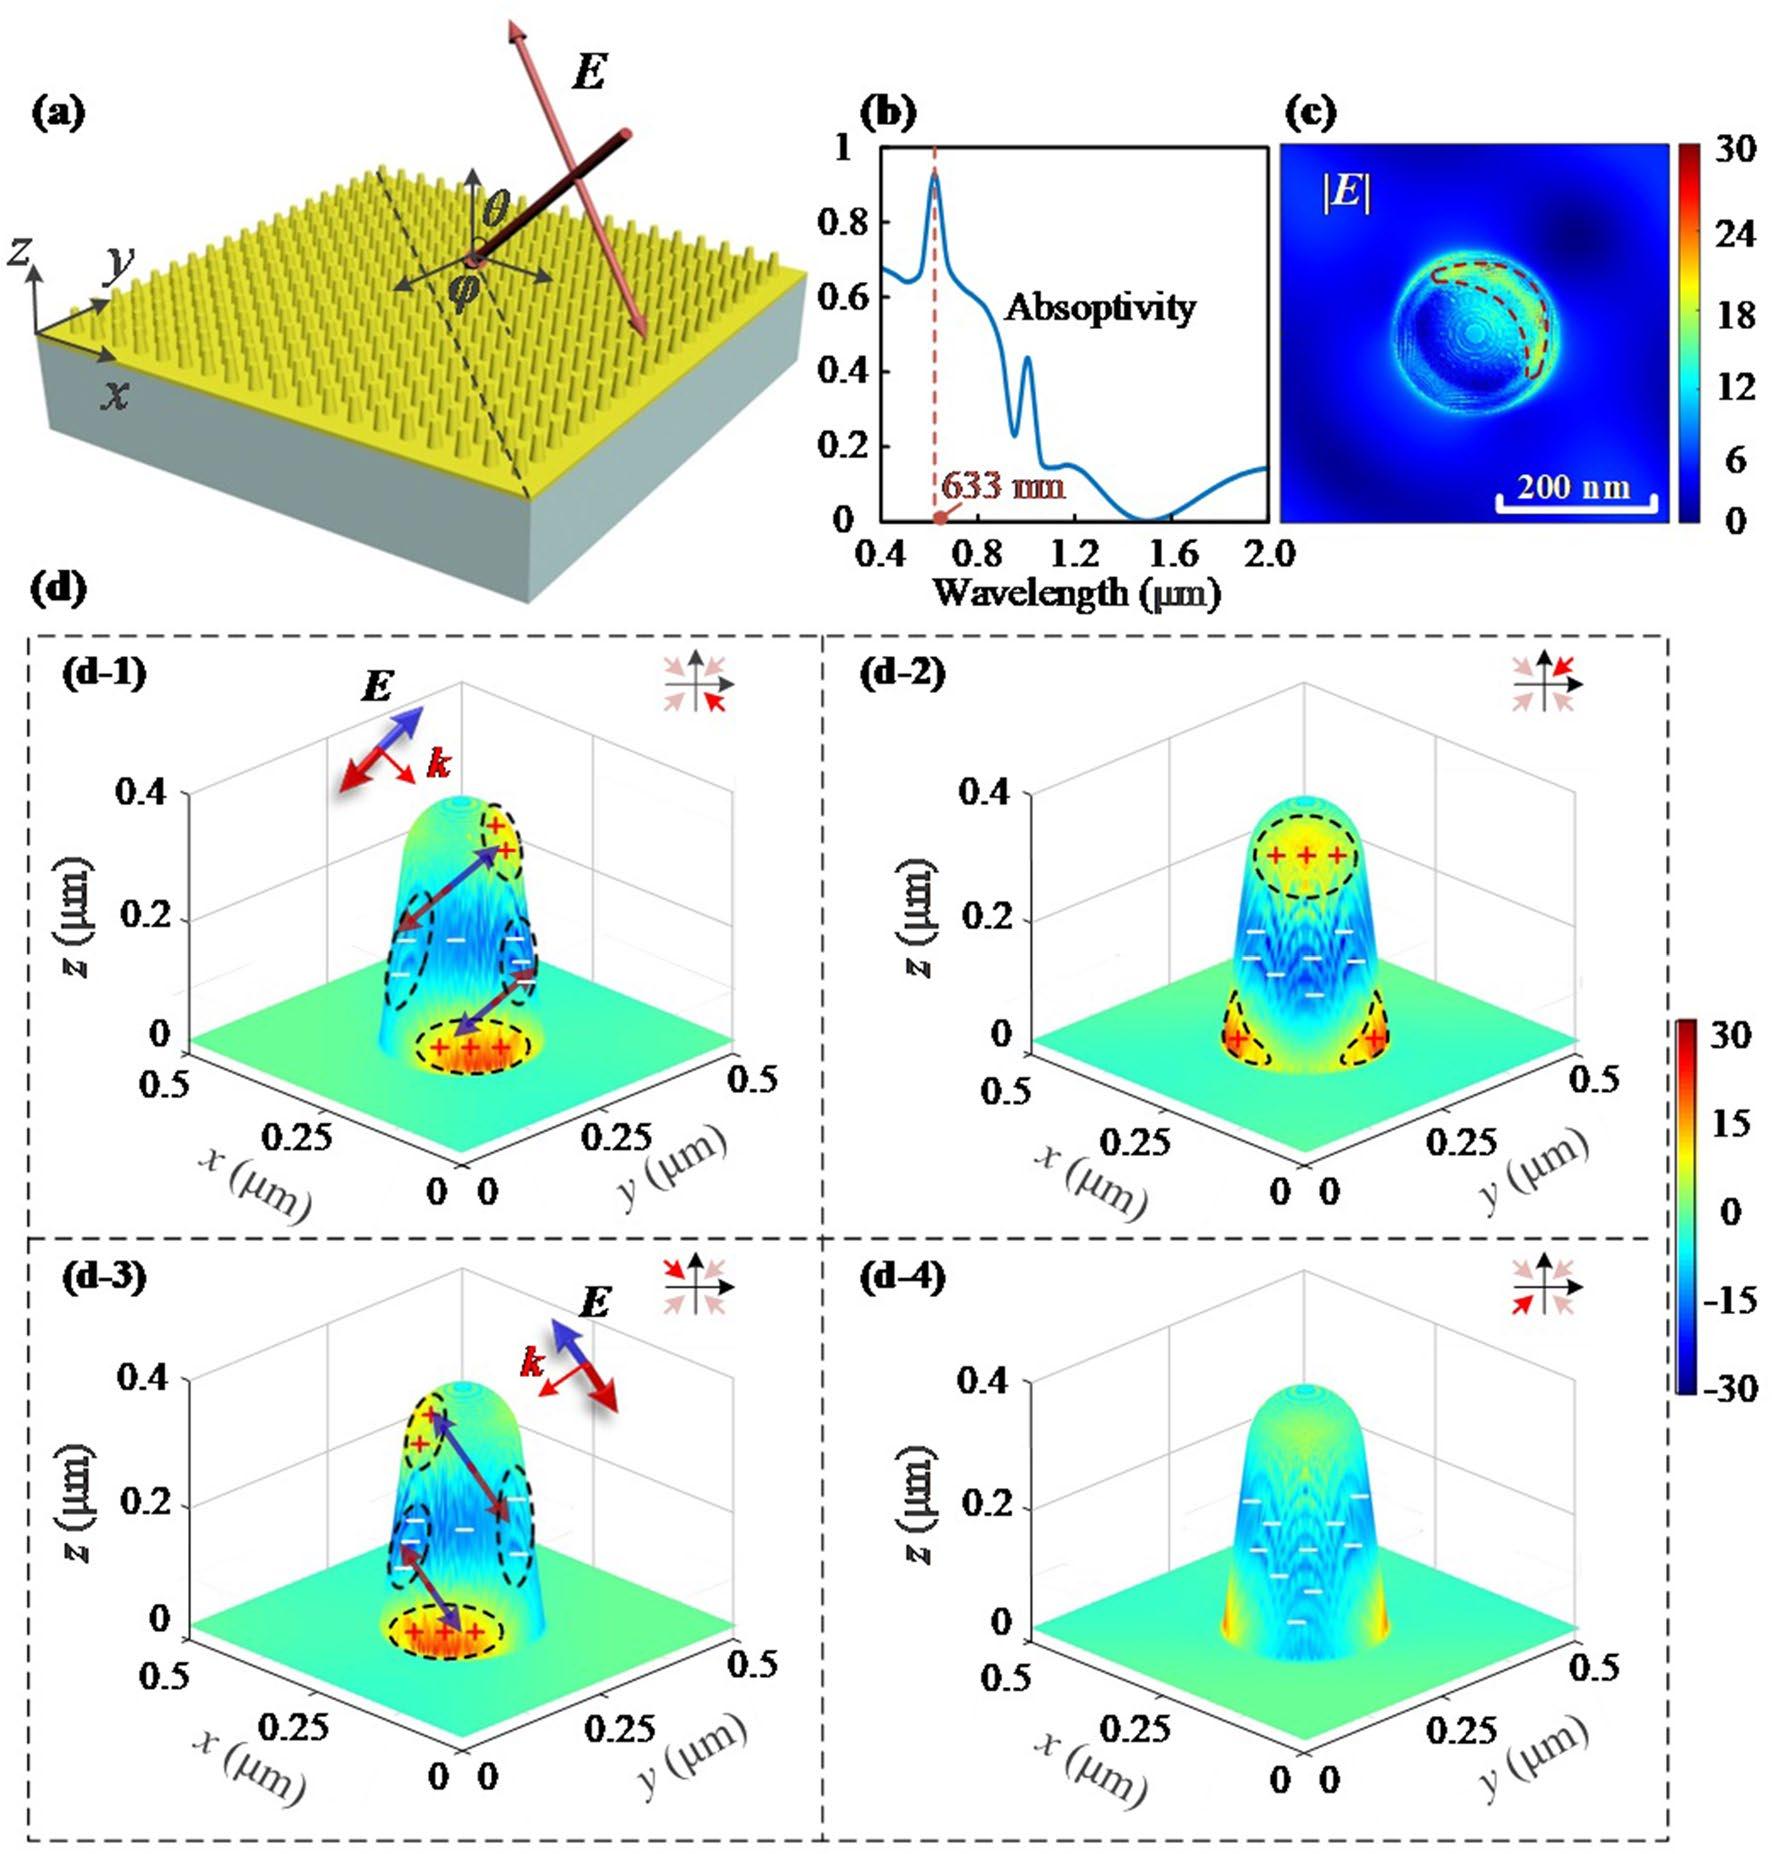 (a)
E
θ
φ
z
y
x
(b)
1
0.8
0.6
0.4
0.2
0
Absoptivity
633 nm
0.4 0.8 1.2 1.6 2.0
Wavelength (μm)
(c)
|E|
200 nm
30
24
18
12
6
0
(d)
(d-1)
E
k
0.4
0.2
0
z (μm)
0.5
0.25
0
x (μm)
0
0.25
0.5
y (μm)
+ +
− − − − − − −
+ + +
(d-2)
0.4
0.2
0
z (μm)
0.5
0.25
0
x (μm)
0
0.25
0.5
y (μm)
+ + +
− − − − − − −
+ +
30
15
0
-15
-30
(d-3)
E
k
0.4
0.2
0
z (μm)
0.5
0.25
0
x (μm)
0
0.25
0.5
y (μm)
+ +
− − − − − −
+ + +
(d-4)
0.4
0.2
0
z (μm)
0.5
0.25
0
x (μm)
0
0.25
0.5
y (μm)
− − − − − − − − − −